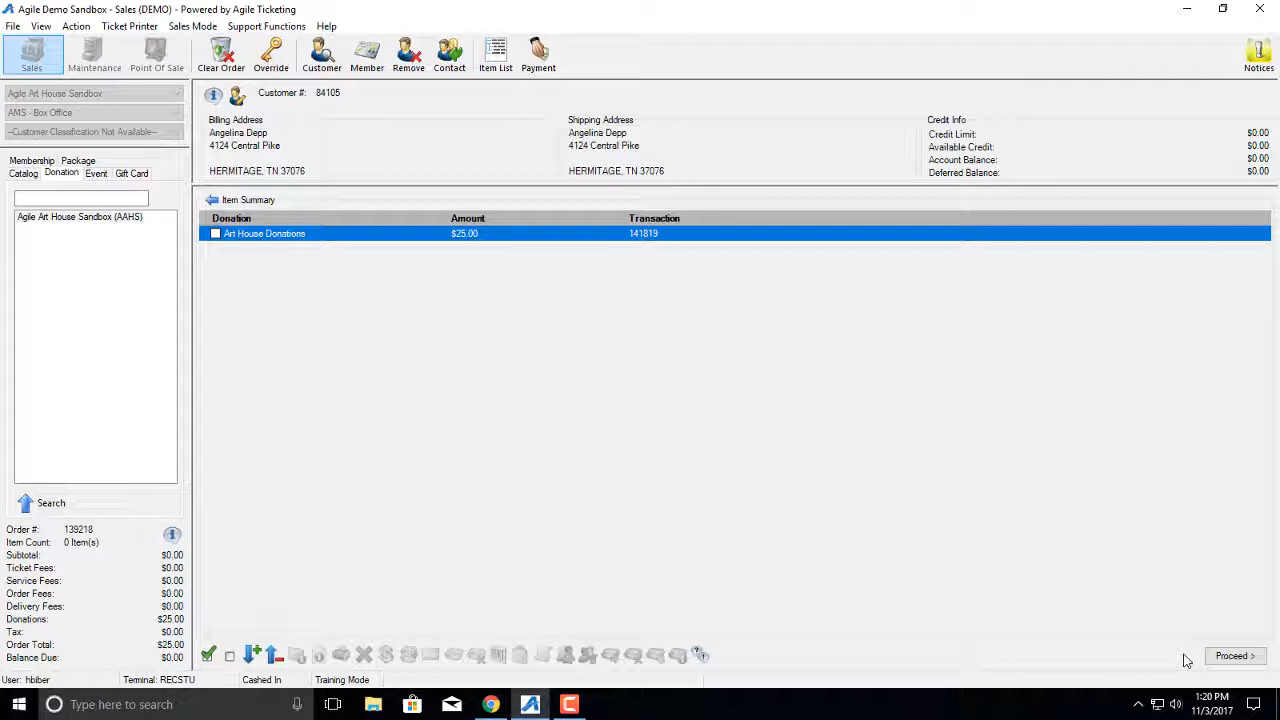 Agile Demo Sandbox - Sales (DEMO) - Powered by Agile Ticketing
File View Action Ticket Printer Sales Mode Support Functions Help
Sales Maintenance Point Of Sale Clear Order Override Customer Member Remove Contact Item List Payment Notices
Agile Art House Sandbox
AMS - Box Office
--Customer Classification Not Available--
Customer #: 84105
Billing Address
Angelina Depp
4124 Central Pike
HERMITAGE, TN 37076
Shipping Address
Angelina Depp
4124 Central Pike
HERMITAGE, TN 37076
Credit Info
Credit Limit: $0.00
Available Credit: $0.00
Account Balance: $0.00
Deferred Balance: $0.00
Membership Package
Catalog Donation Event Gift Card
Agile Art House Sandbox (AAHS)
Search
Item Summary
Donation Amount Transaction
Art House Donations $25.00 141819
Order #: 139218
Item Count: 0 Item(s)
Subtotal: $0.00
Ticket Fees: $0.00
Service Fees: $0.00
Order Fees: $0.00
Delivery Fees: $0.00
Donations: $25.00
Tax: $0.00
Order Total: $25.00
Balance Due: $0.00
Proceed >
User: hbiber Terminal: RECSTU Cashed In Training Mode
Type here to search
1:20 PM
11/3/2017